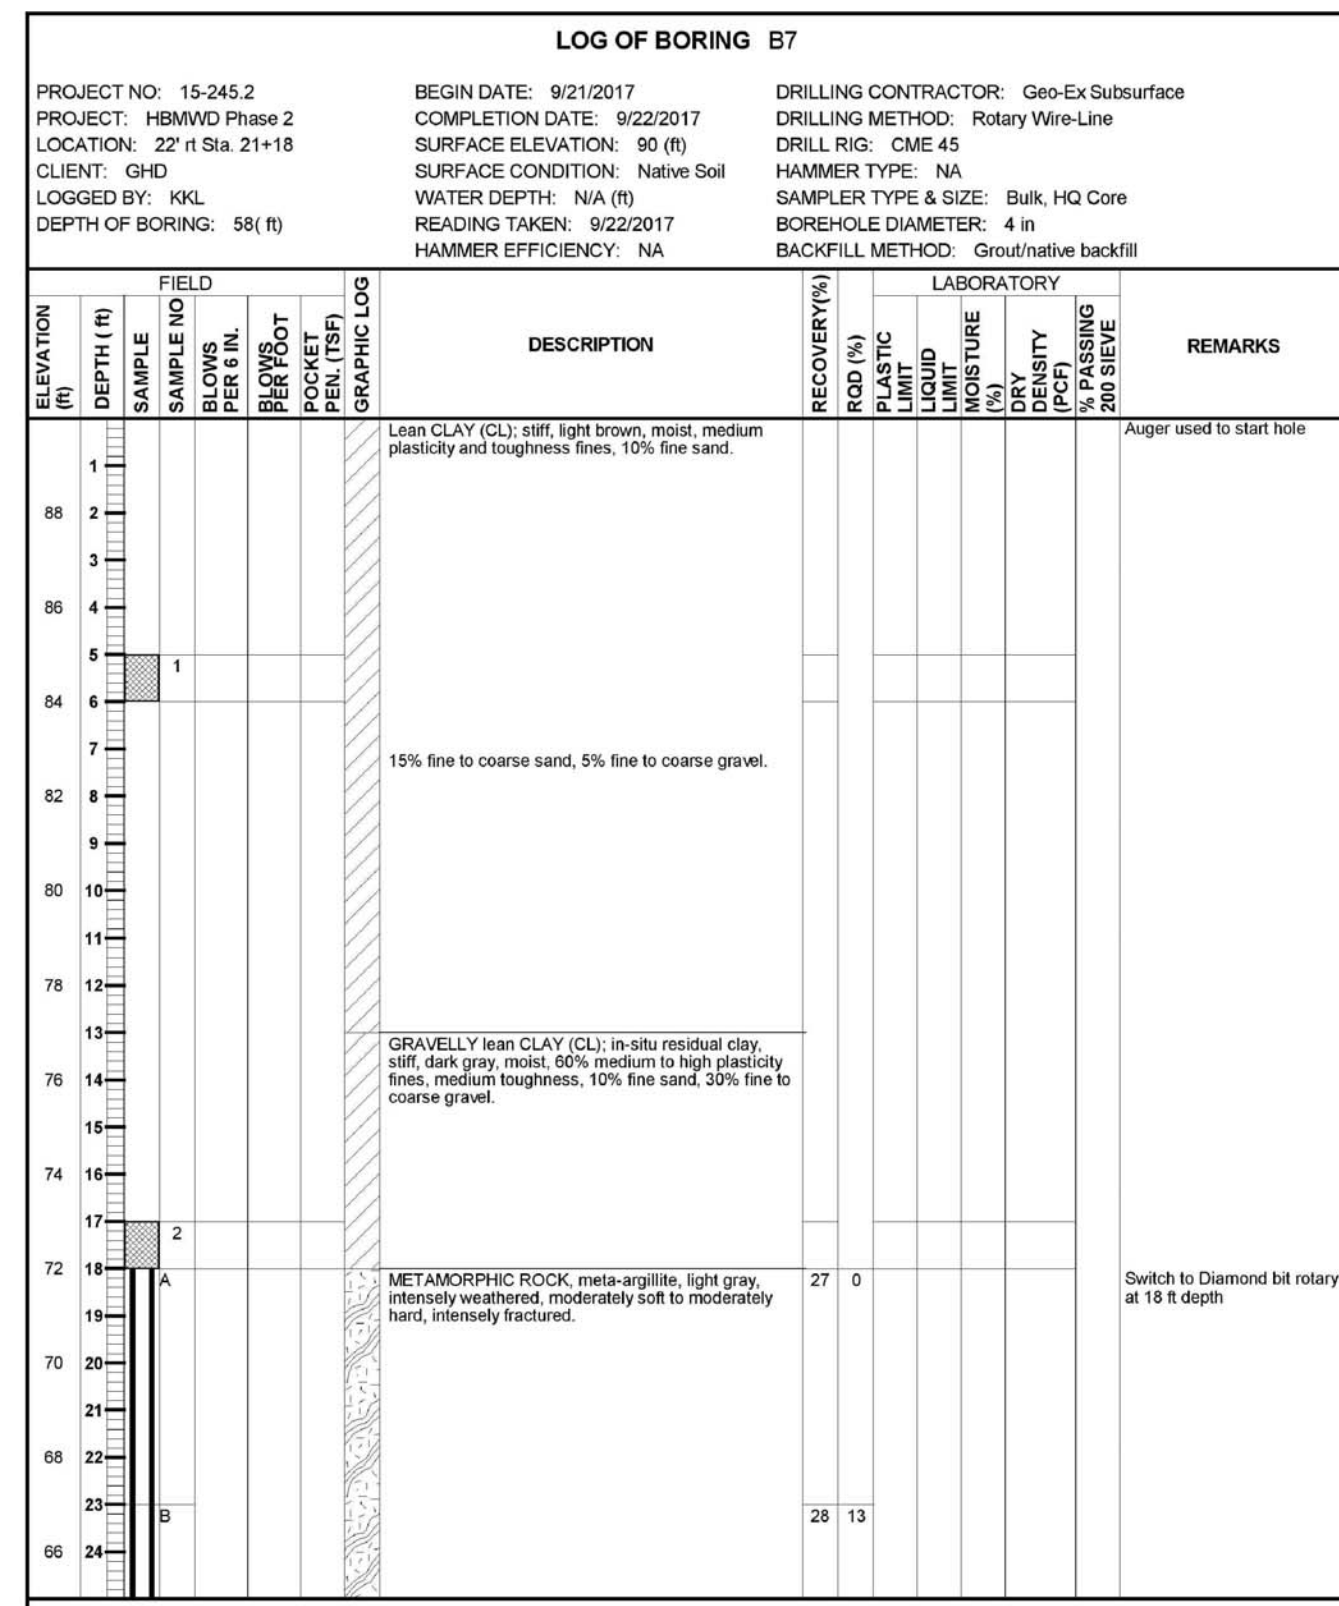 LOG OF BORING B7
PROJECT NO: 15-245.2
PROJECT: HBMWD Phase 2
LOCATION: 22' rt Sta. 21+18
CLIENT: GHD
LOGGED BY: KKL
DEPTH OF BORING: 58( ft)
BEGIN DATE: 9/21/2017
COMPLETION DATE: 9/22/2017
SURFACE ELEVATION: 90 (ft)
SURFACE CONDITION: Native Soil
WATER DEPTH: N/A (ft)
READING TAKEN: 9/22/2017
HAMMER EFFICIENCY: NA
DRILLING CONTRACTOR: Geo-Ex Subsurface
DRILLING METHOD: Rotary Wire-Line
DRILL RIG: CME 45
HAMMER TYPE: NA
SAMPLER TYPE & SIZE: Bulk, HQ Core
BOREHOLE DIAMETER: 4 in
BACKFILL METHOD: Grout/native backfill
FIELD
LABORATORY
ELEVATION
(ft)
DEPTH ( ft)
SAMPLE
SAMPLE NO
BLOWS
PER 6 IN.
BLOWS
PER FOOT
POCKET
PEN. (TSF)
GRAPHIC LOG
DESCRIPTION
RECOVERY(%)
RQD (%)
PLASTIC
LIMIT
LIQUID
LIMIT
MOISTURE
(%)
DRY
DENSITY
(PCF)
% PASSING
200 SIEVE
REMARKS
Lean CLAY (CL); stiff, light brown, moist, medium
plasticity and toughness fines, 10% fine sand.
Auger used to start hole
1
88 2
3
86 4
5
1
84 6
7
15% fine to coarse sand, 5% fine to coarse gravel.
82 8
9
80 10
11
78 12
13
GRAVELLY lean CLAY (CL); in-situ residual clay,
stiff, dark gray, moist, 60% medium to high plasticity
fines, medium toughness, 10% fine sand, 30% fine to
coarse gravel.
76 14
15
74 16
17
2
72 18
A
METAMORPHIC ROCK, meta-argillite, light gray,
intensely weathered, moderately soft to moderately
hard, intensely fractured.
27 0
Switch to Diamond bit rotary
at 18 ft depth
19
70 20
21
68 22
23
B
28 13
66 24